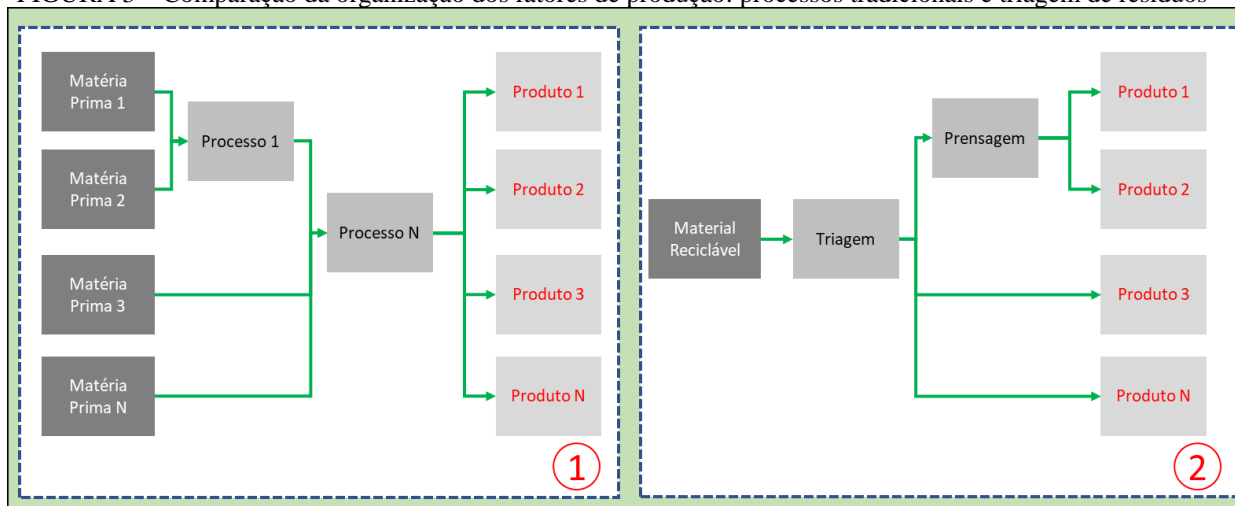 FIGURA 3 – Comparação da organização dos fatores de produção: processos tradicionais e triagem de resíduos
Matéria
Prima 1
Matéria
Prima 2
Matéria
Prima 3
Matéria
Prima N
Processo 1
Processo N
Produto 1
Produto 2
Produto 3
Produto N
1
Material
Reciclável
Triagem
Prensagem
Produto 1
Produto 2
Produto 3
Produto N
2